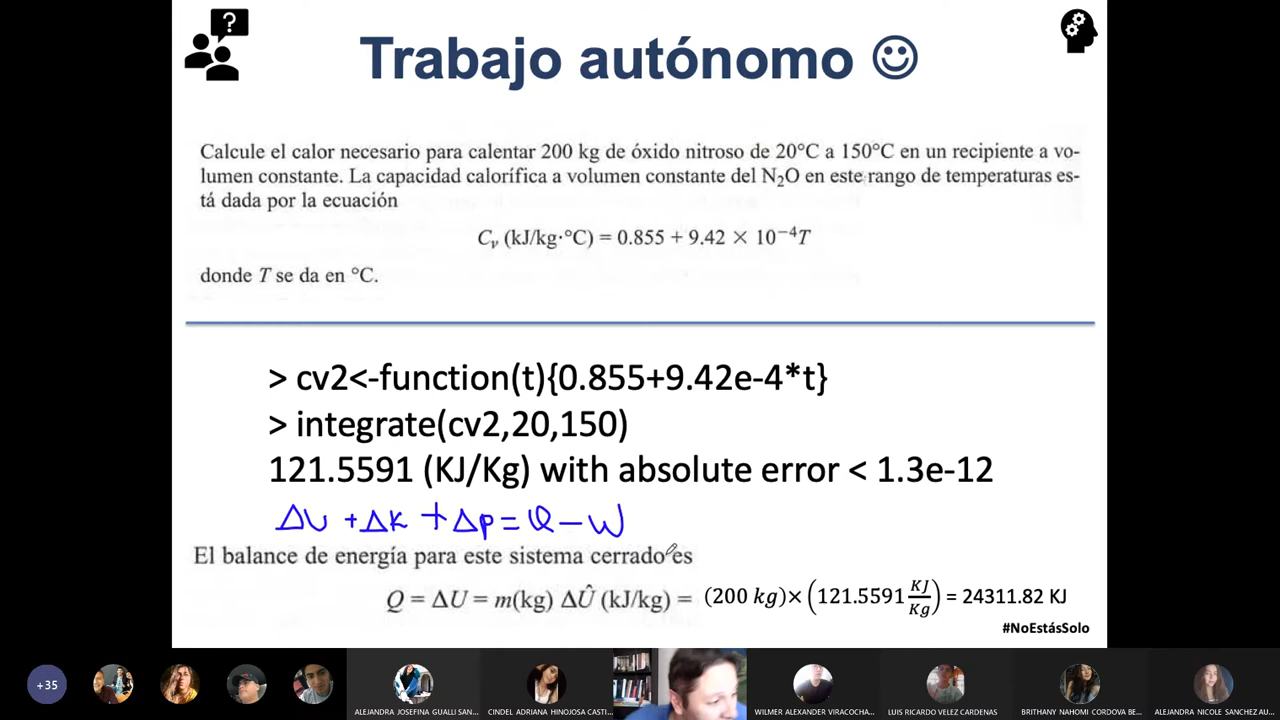 ?
Trabajo autónomo
Calcule el calor necesario para calentar 200 kg de óxido nitroso de 20°C a 150°C en un recipiente a vo-
lumen constante. La capacidad calorífica a volumen constante del N₂O en este rango de temperaturas es-
tá dada por la ecuación
Cᵥ (kJ/kg·°C) = 0.855 + 9.42 × 10⁻⁴T
donde T se da en °C.
> cv2<-function(t){0.855+9.42e-4*t}
> integrate(cv2,20,150)
121.5591 (KJ/Kg) with absolute error < 1.3e-12
ΔU + Δk + Δp = Q − W
El balance de energía para este sistema cerrado es
Q = ΔU = m(kg) ΔÛ (kJ/kg) = (200 kg)×(121.5591 KJ/Kg) = 24311.82 KJ
#NoEstásSolo
+35
ALEJANDRA JOSEFINA GUALLI SAN...
CINDEL ADRIANA HINOJOSA CASTI...
WILMER ALEXANDER VIRACOCHA...
LUIS RICARDO VELEZ CARDENAS
BRITHANY NAHOMI CORDOVA BE...
ALEJANDRA NICOLE SANCHEZ AU...